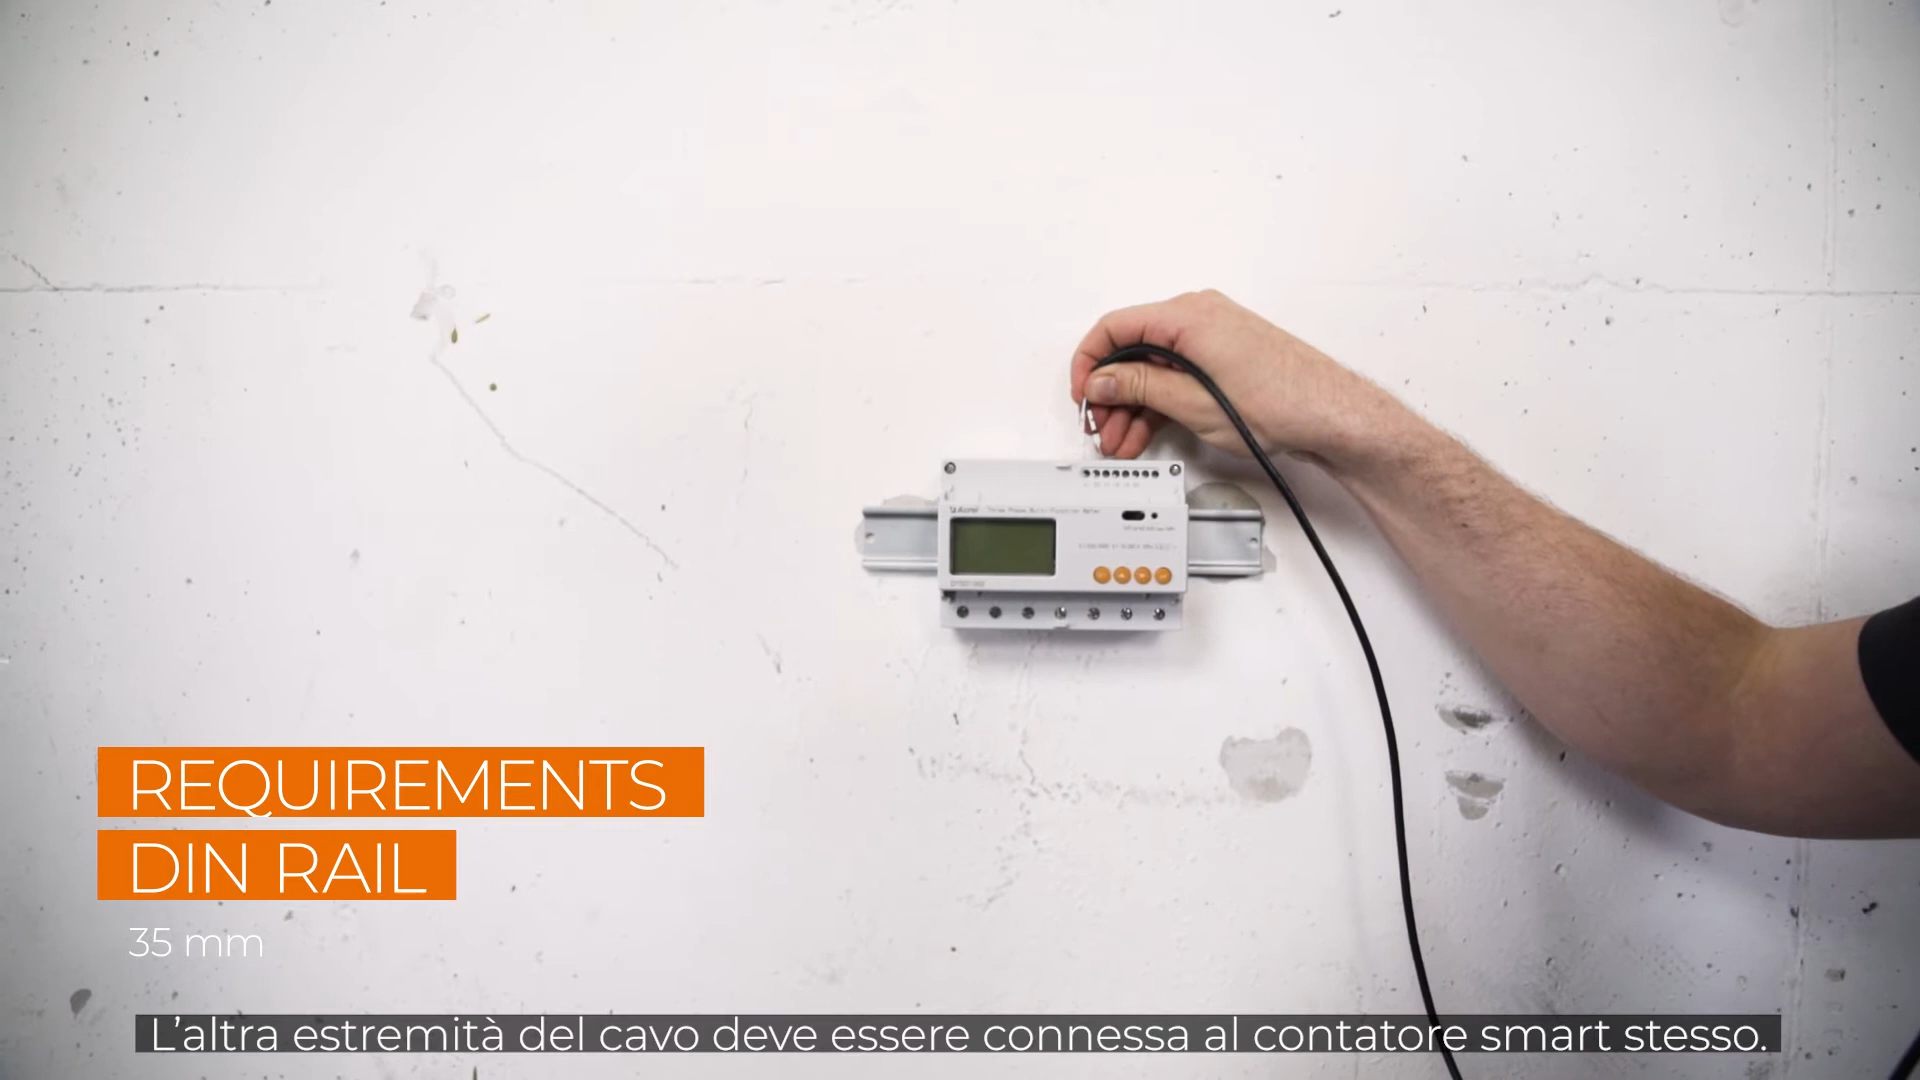 Three Phase Multi-Function Meter
REQUIREMENTS
DIN RAIL
35 mm
L’altra estremità del cavo deve essere connessa al contatore smart stesso.